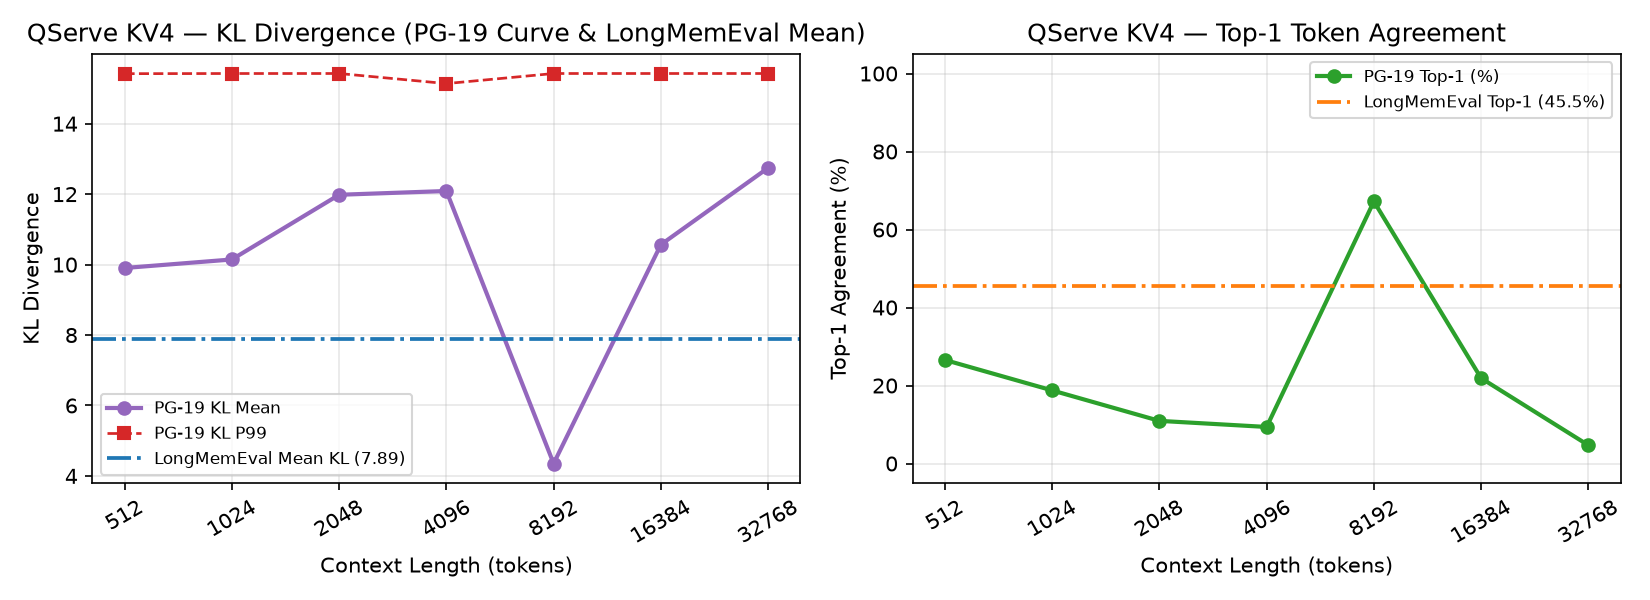 QServe KV4 — KL Divergence (PG-19 Curve & LongMemEval Mean)
KL Divergence
14
12
10
8
6
4
PG-19 KL Mean
PG-19 KL P99
LongMemEval Mean KL (7.89)
512
1024
2048
4096
8192
16384
32768
Context Length (tokens)
QServe KV4 — Top-1 Token Agreement
Top-1 Agreement (%)
100
80
60
40
20
0
PG-19 Top-1 (%)
LongMemEval Top-1 (45.5%)
512
1024
2048
4096
8192
16384
32768
Context Length (tokens)